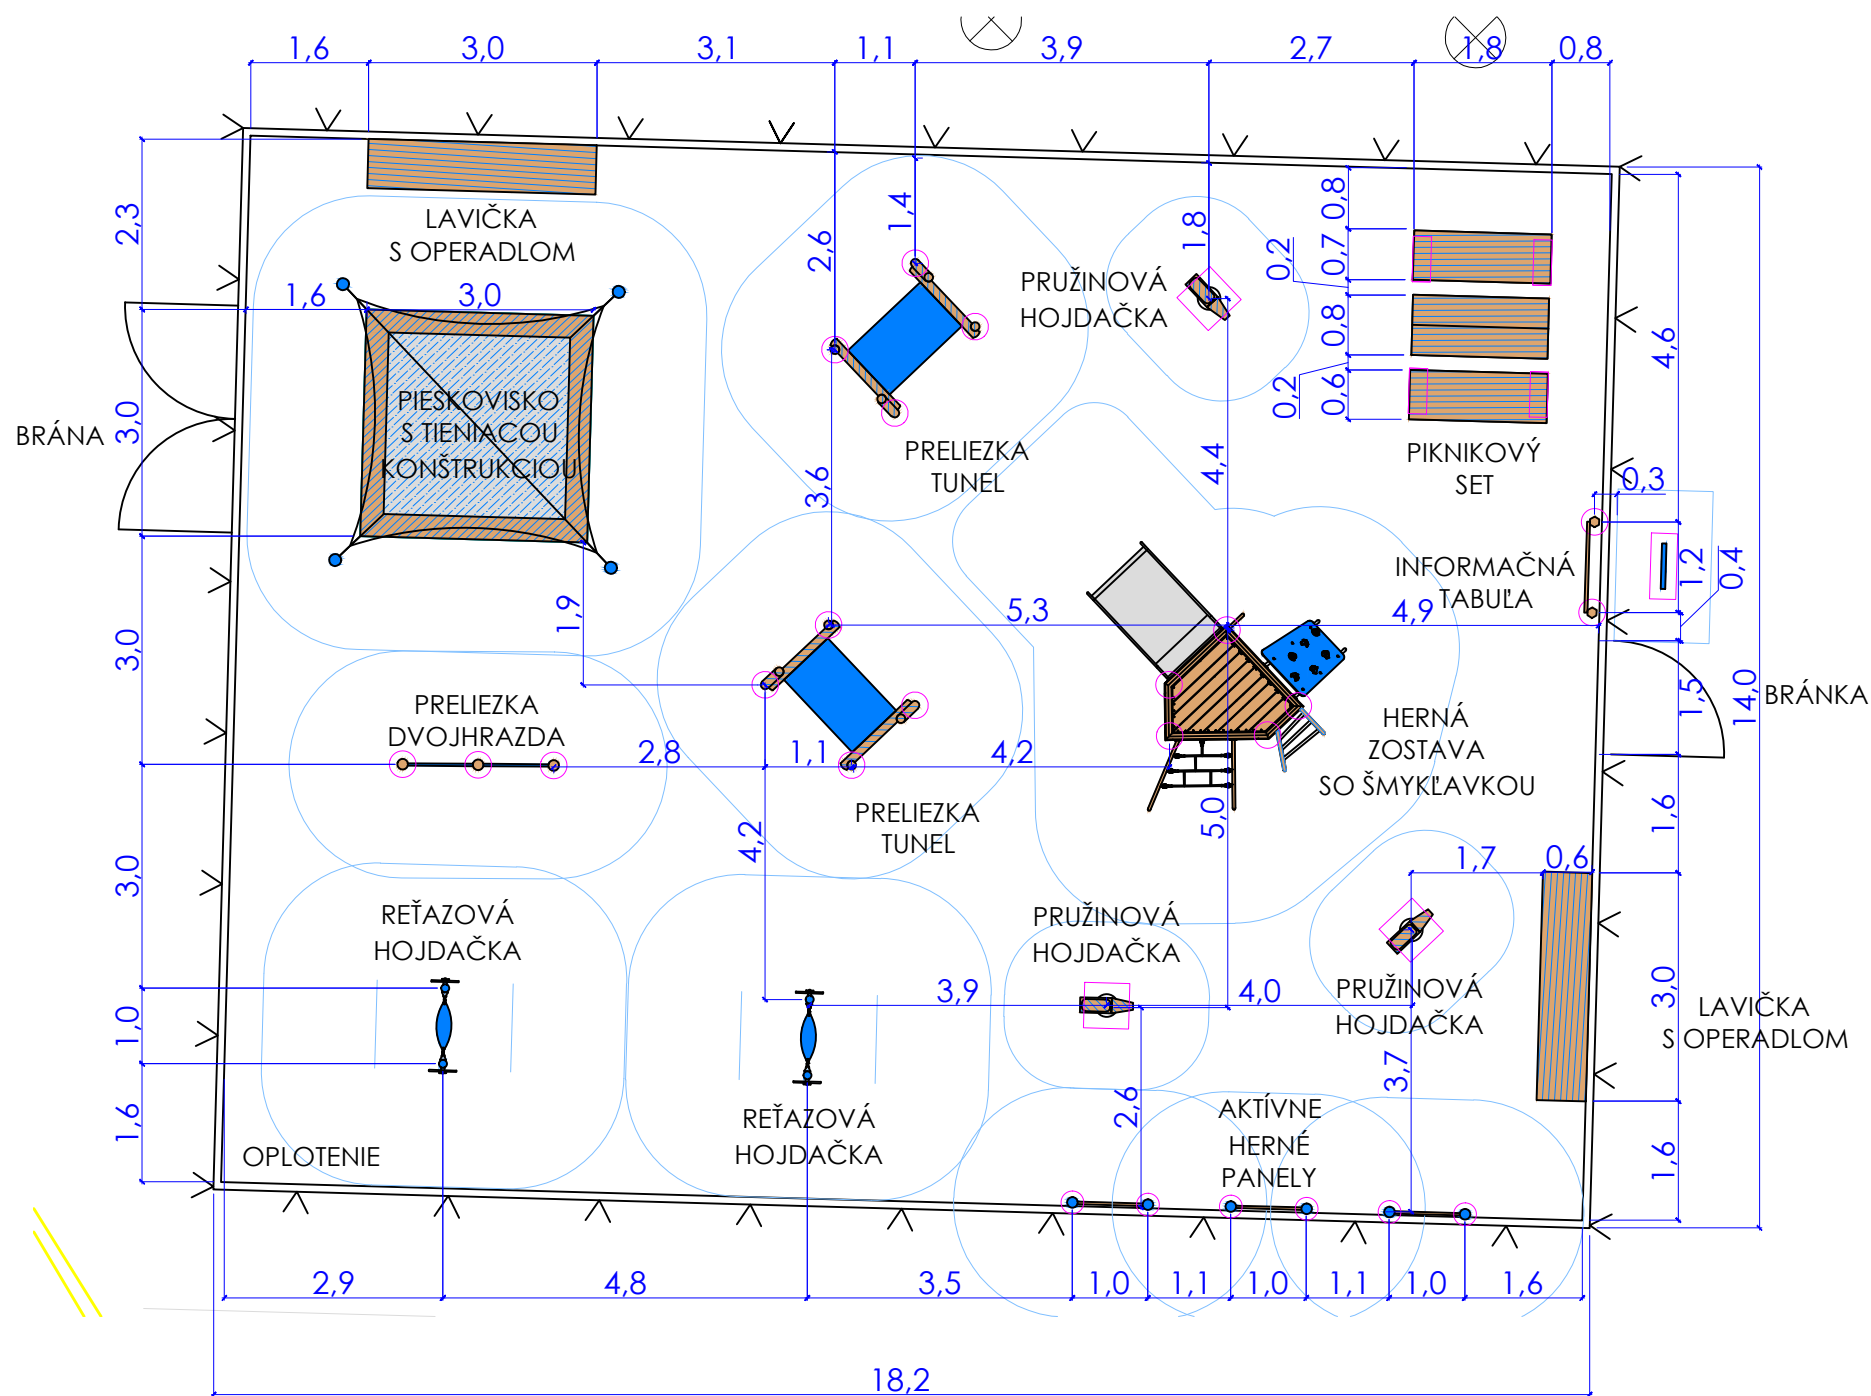 1,6
3,0
3,1
1,1
3,9
2,7
1,8
0,8
LAVIČKA
S OPERADLOM
2,3
2,6
1,4
1,8
0,2
0,8
0,7
PRUŽINOVÁ
HOJDAČKA
1,6
3,0
0,8
4,6
0,2
0,6
PIESKOVISKO
S TIENIACOU
KONŠTRUKCIOU
BRÁNA
3,0
PRELIEZKA
TUNEL
3,6
4,4
PIKNIKOVÝ
SET
0,3
INFORMAČNÁ
TABUĽA
1,2
0,4
1,9
5,3
4,9
3,0
PRELIEZKA
DVOJHRAZDA
2,8
1,1
4,2
HERNÁ
ZOSTAVA
SO ŠMYKĽAVKOU
1,5
14,0
BRÁNKA
PRELIEZKA
TUNEL
4,2
5,0
1,6
3,0
1,7
0,6
REŤAZOVÁ
HOJDAČKA
PRUŽINOVÁ
HOJDAČKA
3,9
4,0
PRUŽINOVÁ
HOJDAČKA
3,0
LAVIČKA
S OPERADLOM
1,0
3,7
2,6
1,6
REŤAZOVÁ
HOJDAČKA
AKTÍVNE
HERNÉ
PANELY
1,6
OPLOTENIE
2,9
4,8
3,5
1,0
1,1
1,0
1,1
1,0
1,6
18,2